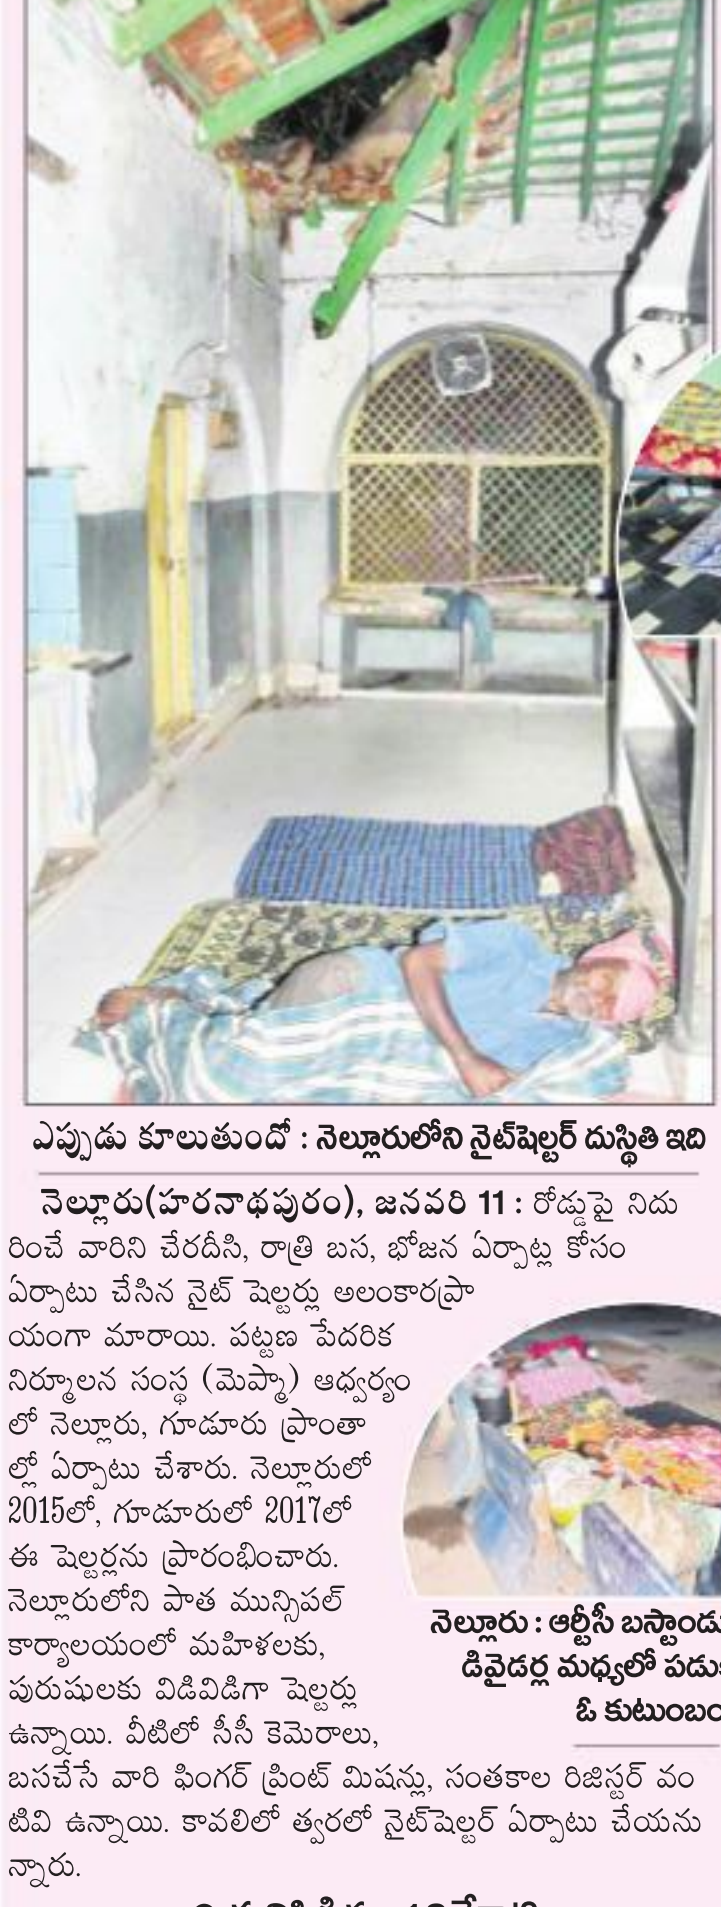 ఎప్పుడు కూలుతుందో : నెల్లూరులోని నైట్‌షెల్టర్ దుస్థితి ఇది
నెల్లూరు(హరనాథపురం), జనవరి 11 : రోడ్డుపై నిదు
రించే వారిని చేరదీసి, రాత్రి బస, భోజన ఏర్పాట్ల కోసం
ఏర్పాటు చేసిన నైట్ షెల్టర్లు అలంకారప్రా
యంగా మారాయి. పట్టణ పేదరిక
నిర్మూలన సంస్థ (మెప్మా) ఆధ్వర్యం
లో నెల్లూరు, గూడూరు ప్రాంతా
ల్లో ఏర్పాటు చేశారు. నెల్లూరులో
2015లో, గూడూరులో 2017లో
ఈ షెల్టర్లను ప్రారంభించారు.
నెల్లూరులోని పాత మున్సిపల్
కార్యాలయంలో మహిళలకు,
పురుషులకు విడివిడిగా షెల్టర్లు
ఉన్నాయి. వీటిలో సీసీ కెమెరాలు,
బసచేసే వారి ఫింగర్ ప్రింట్ మిషన్లు, సంతకాల రిజిస్టర్ వం
టివి ఉన్నాయి. కావలిలో త్వరలో నైట్‌షెల్టర్ ఏర్పాటు చేయను
న్నారు.
నెల్లూరు : ఆర్టీసీ బస్టాండు
డివైడర్ల మధ్యలో
ఓ కుటుంబం